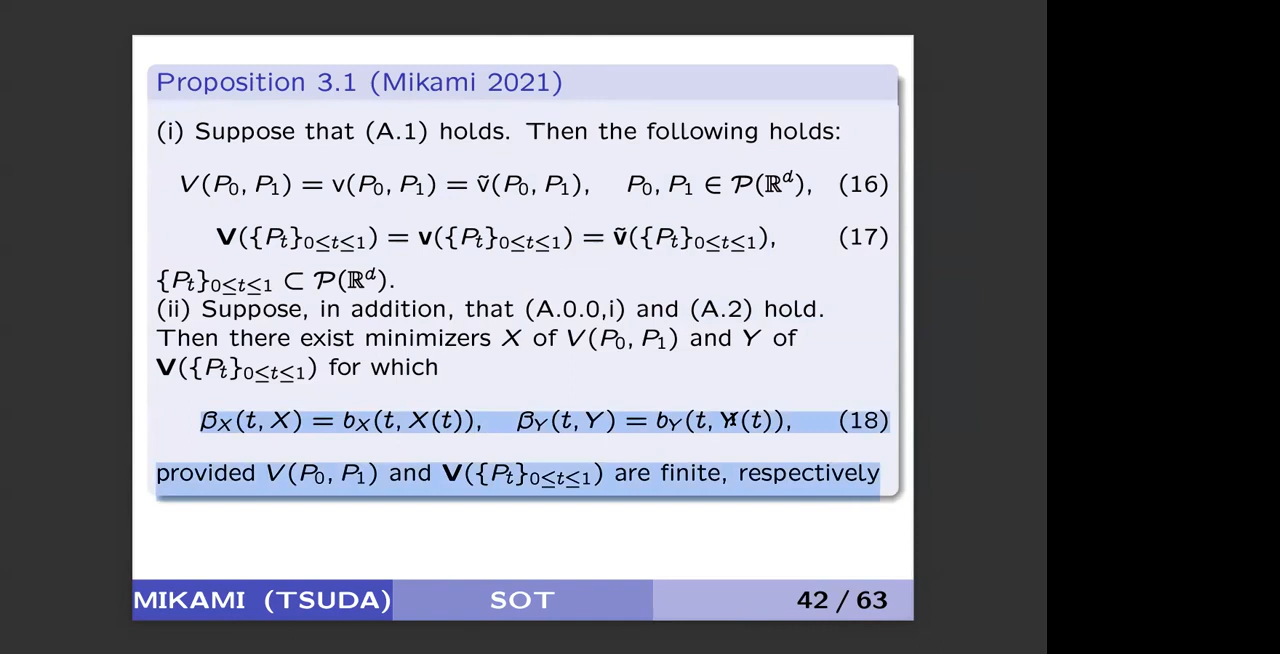 Proposition 3.1 (Mikami 2021)
(i) Suppose that (A.1) holds. Then the following holds:
V(P₀, P₁) = v(P₀, P₁) = ṽ(P₀, P₁), P₀, P₁ ∈ 𝒫(ℝᵈ), (16)
𝐕({Pₜ}₀≤ₜ≤₁) = 𝐯({Pₜ}₀≤ₜ≤₁) = 𝐯̃({Pₜ}₀≤ₜ≤₁), (17)
{Pₜ}₀≤ₜ≤₁ ⊂ 𝒫(ℝᵈ).
(ii) Suppose, in addition, that (A.0.0,i) and (A.2) hold.
Then there exist minimizers X of V(P₀, P₁) and Y of
𝐕({Pₜ}₀≤ₜ≤₁) for which
β_X(t, X) = b_X(t, X(t)), β_Y(t, Y) = b_Y(t, Y(t)), (18)
provided V(P₀, P₁) and 𝐕({Pₜ}₀≤ₜ≤₁) are finite, respectively
MIKAMI (TSUDA) SOT 42 / 63